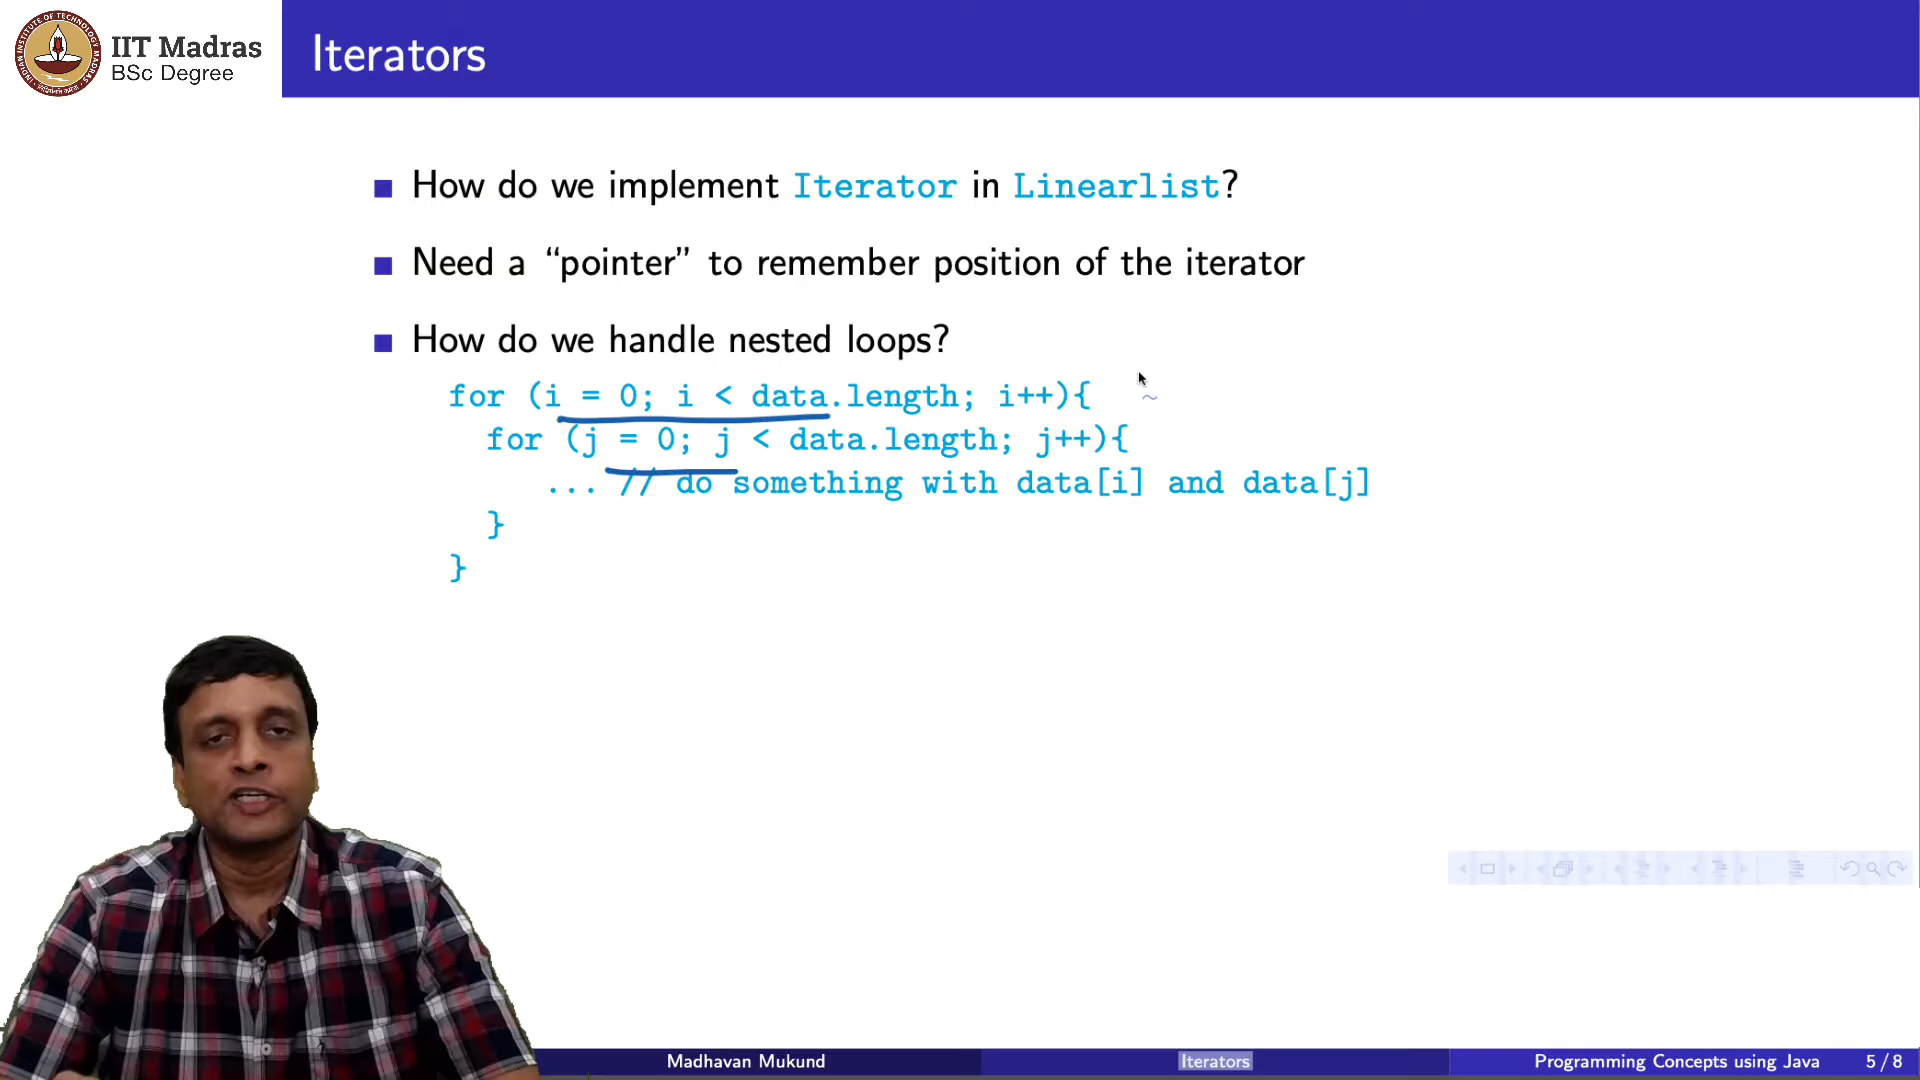 IIT Madras
BSc Degree
Iterators
How do we implement Iterator in Linearlist?
Need a “pointer” to remember position of the iterator
How do we handle nested loops?
for (i = 0; i < data.length; i++){
for (j = 0; j < data.length; j++){
... // do something with data[i] and data[j]
}
}
Madhavan Mukund
Iterators
Programming Concepts using Java
5 / 8